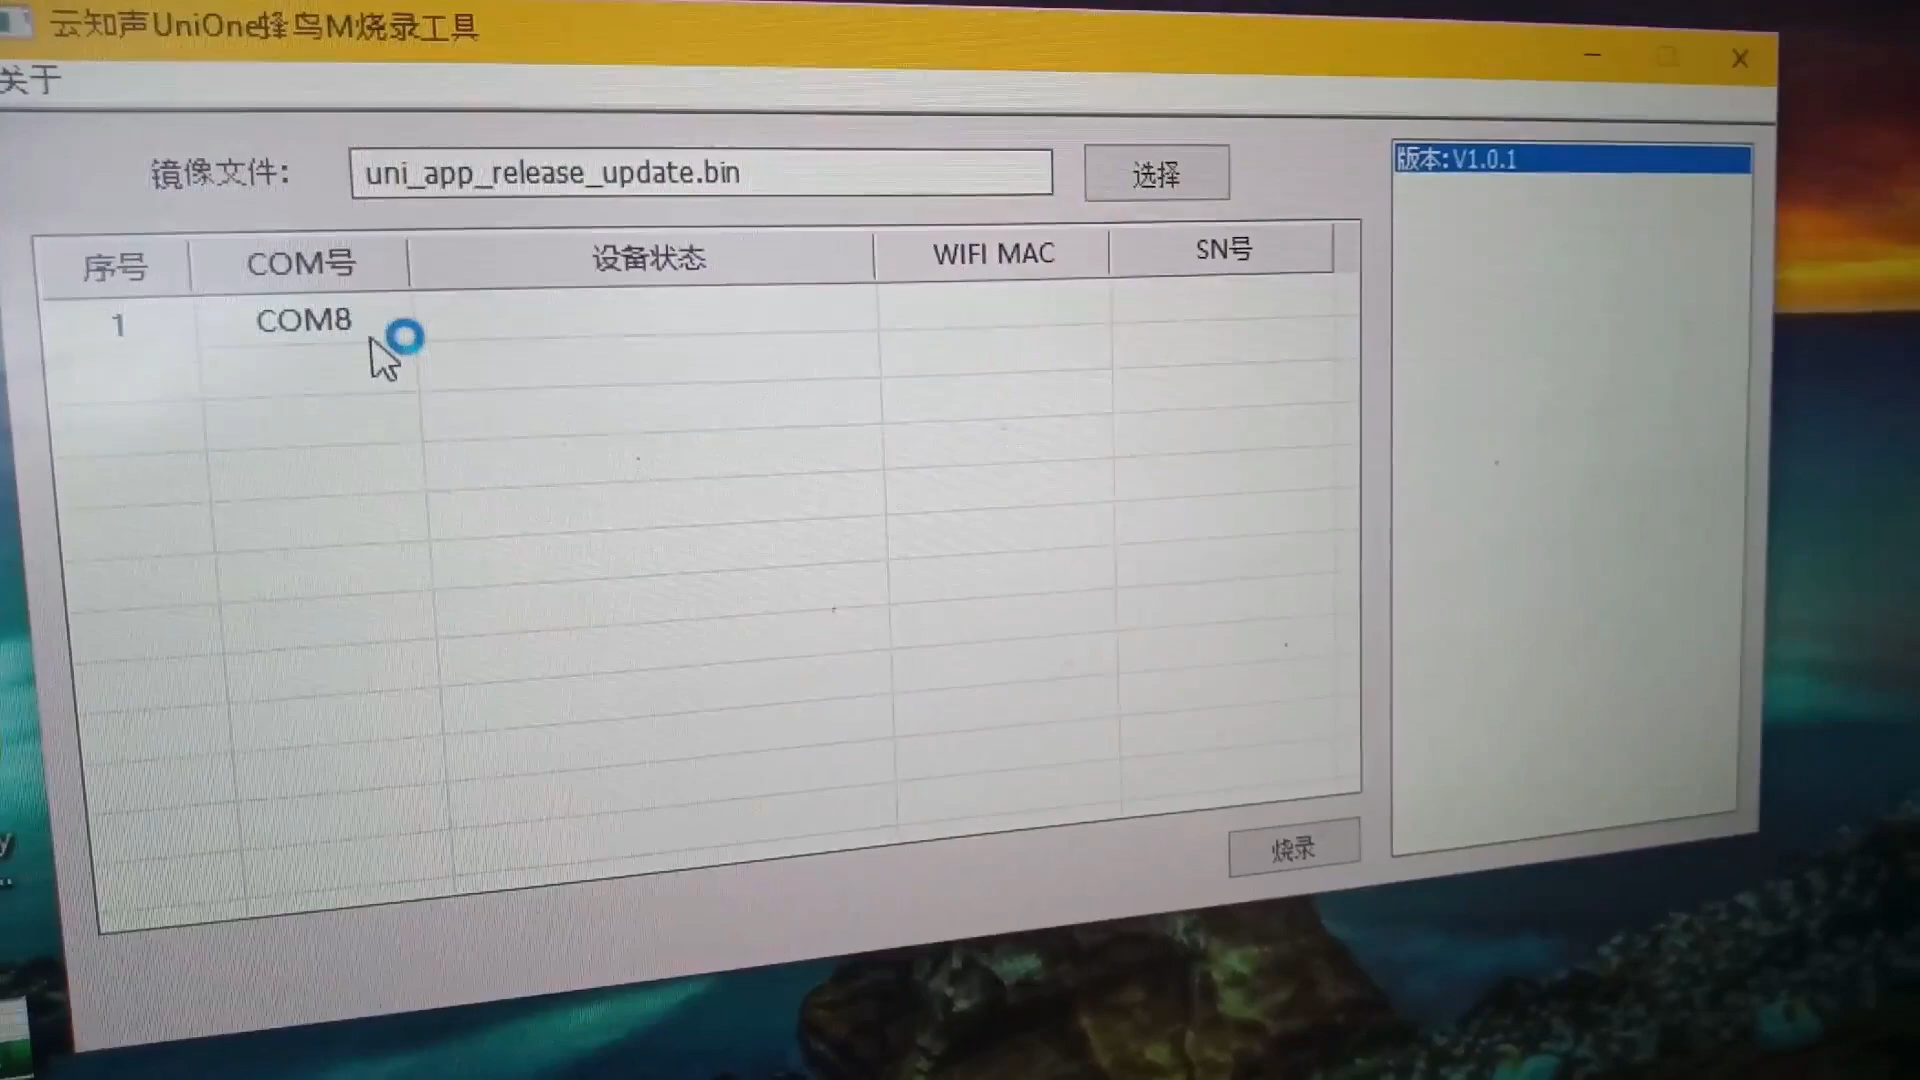 云知声UniOne蜂鸟M烧录工具
关于
镜像文件: uni_app_release_update.bin 选择
版本:V1.0.1
序号 COM号 设备状态 WIFI MAC SN号
1 COM8
烧录
y